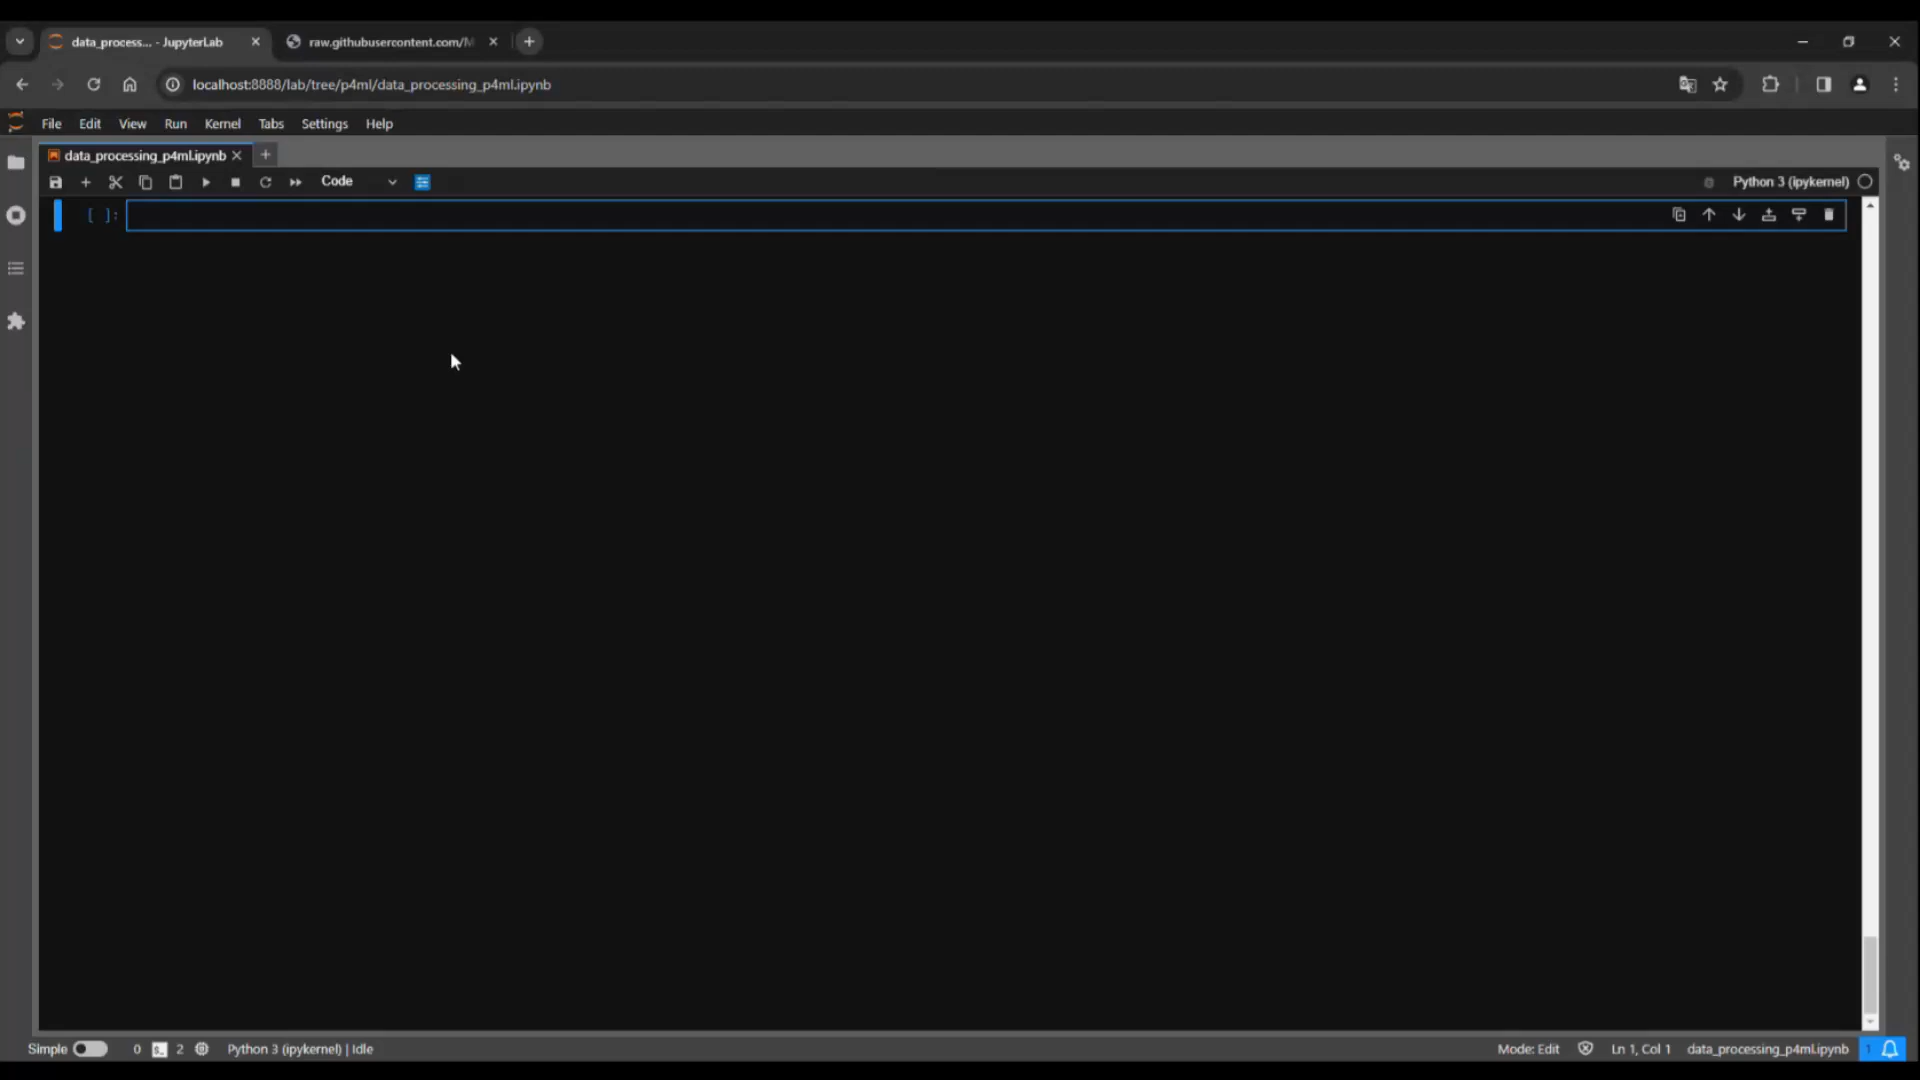 data_process... - JupyterLab
raw.githubusercontent.com/M
localhost:8888/lab/tree/p4ml/data_processing_p4ml.ipynb
File Edit View Run Kernel Tabs Settings Help
data_processing_p4ml.ipynb
Code
Python 3 (ipykernel)
[ ]:
Simple 0 2 Python 3 (ipykernel) | Idle
Mode: Edit Ln 1, Col 1 data_processing_p4ml.ipynb 1